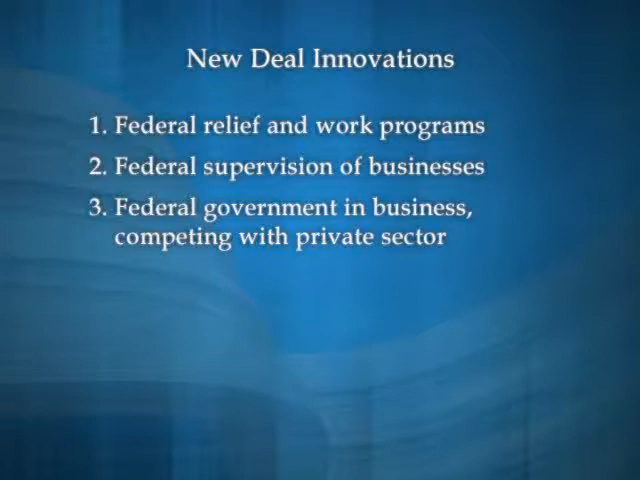 New Deal Innovations
1. Federal relief and work programs
2. Federal supervision of businesses
3. Federal government in business,
competing with private sector